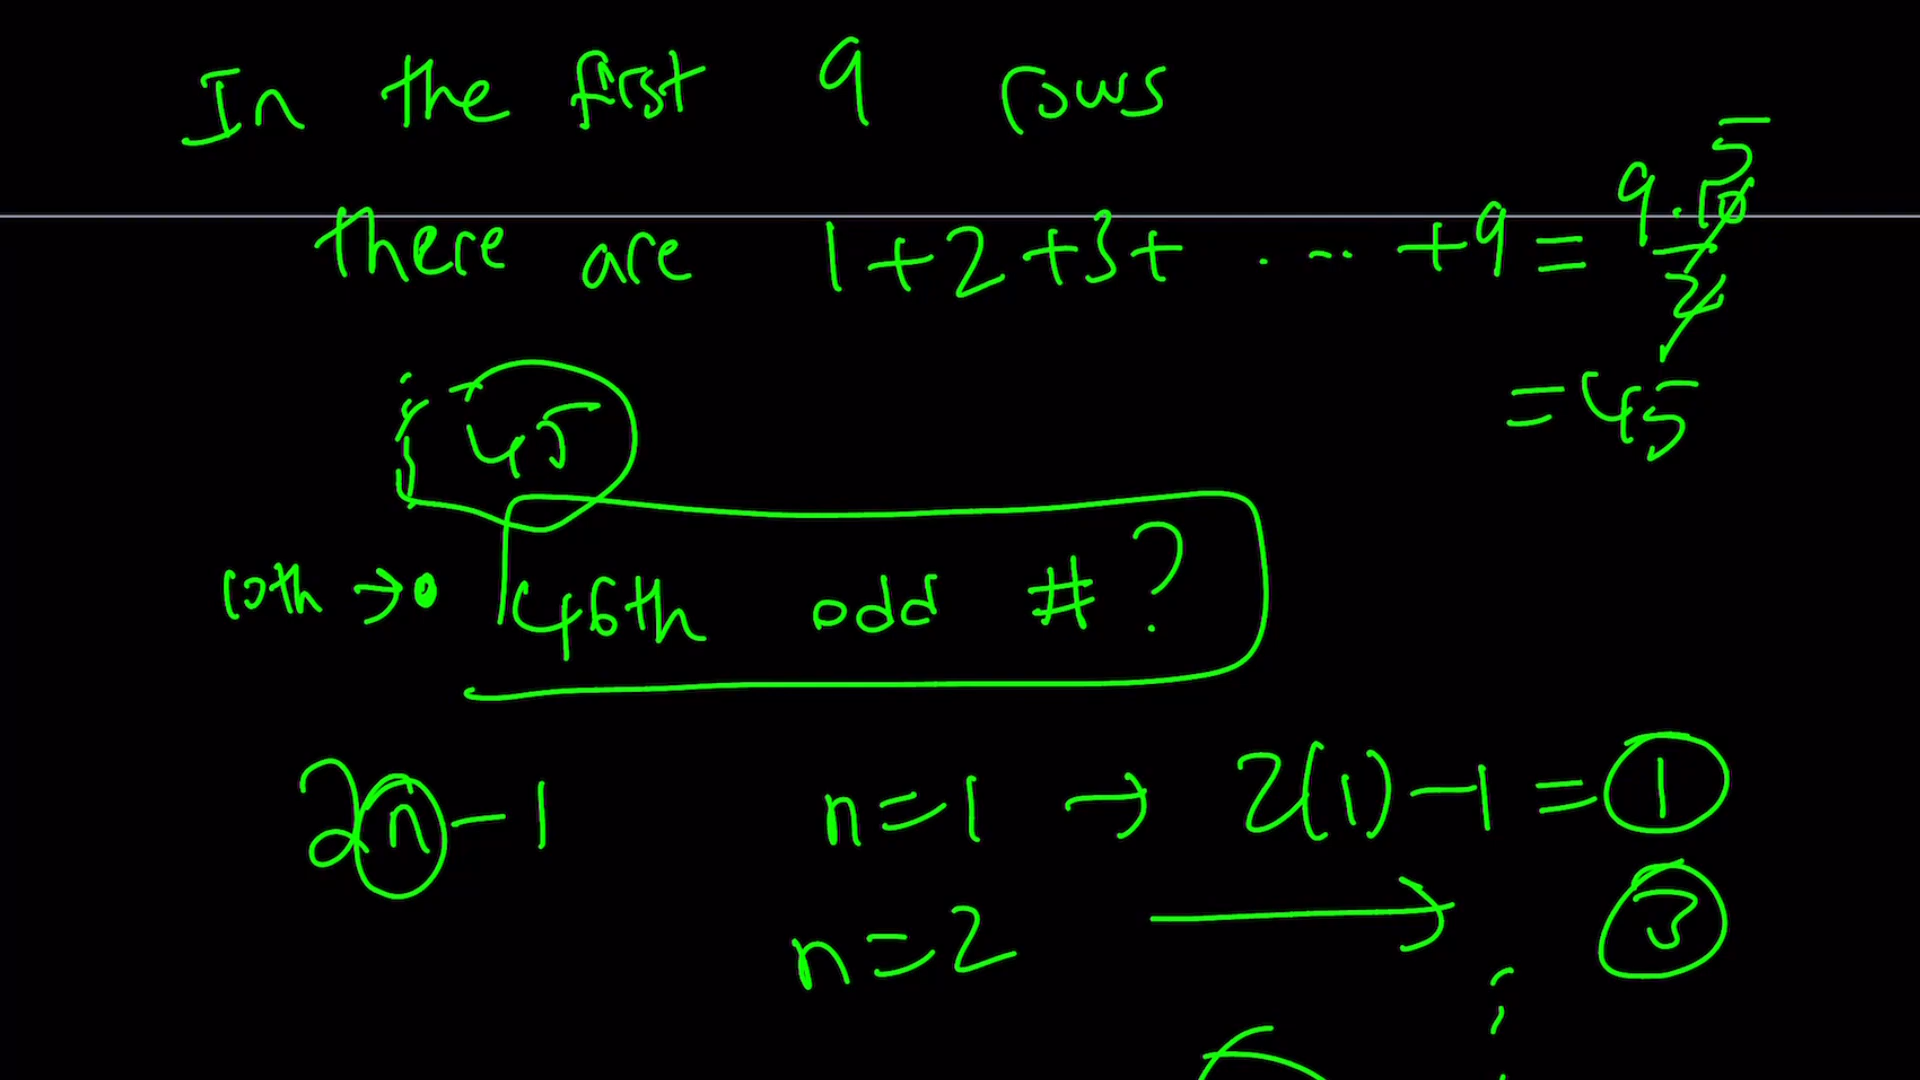 In the first 9 rows
there are 1+2+3+ . ... +9 = 9.10/2 5
= 45
45
10th → • 46th odd # ?
2n-1 n=1 → 2(1)-1 = 1
n=2 → 3